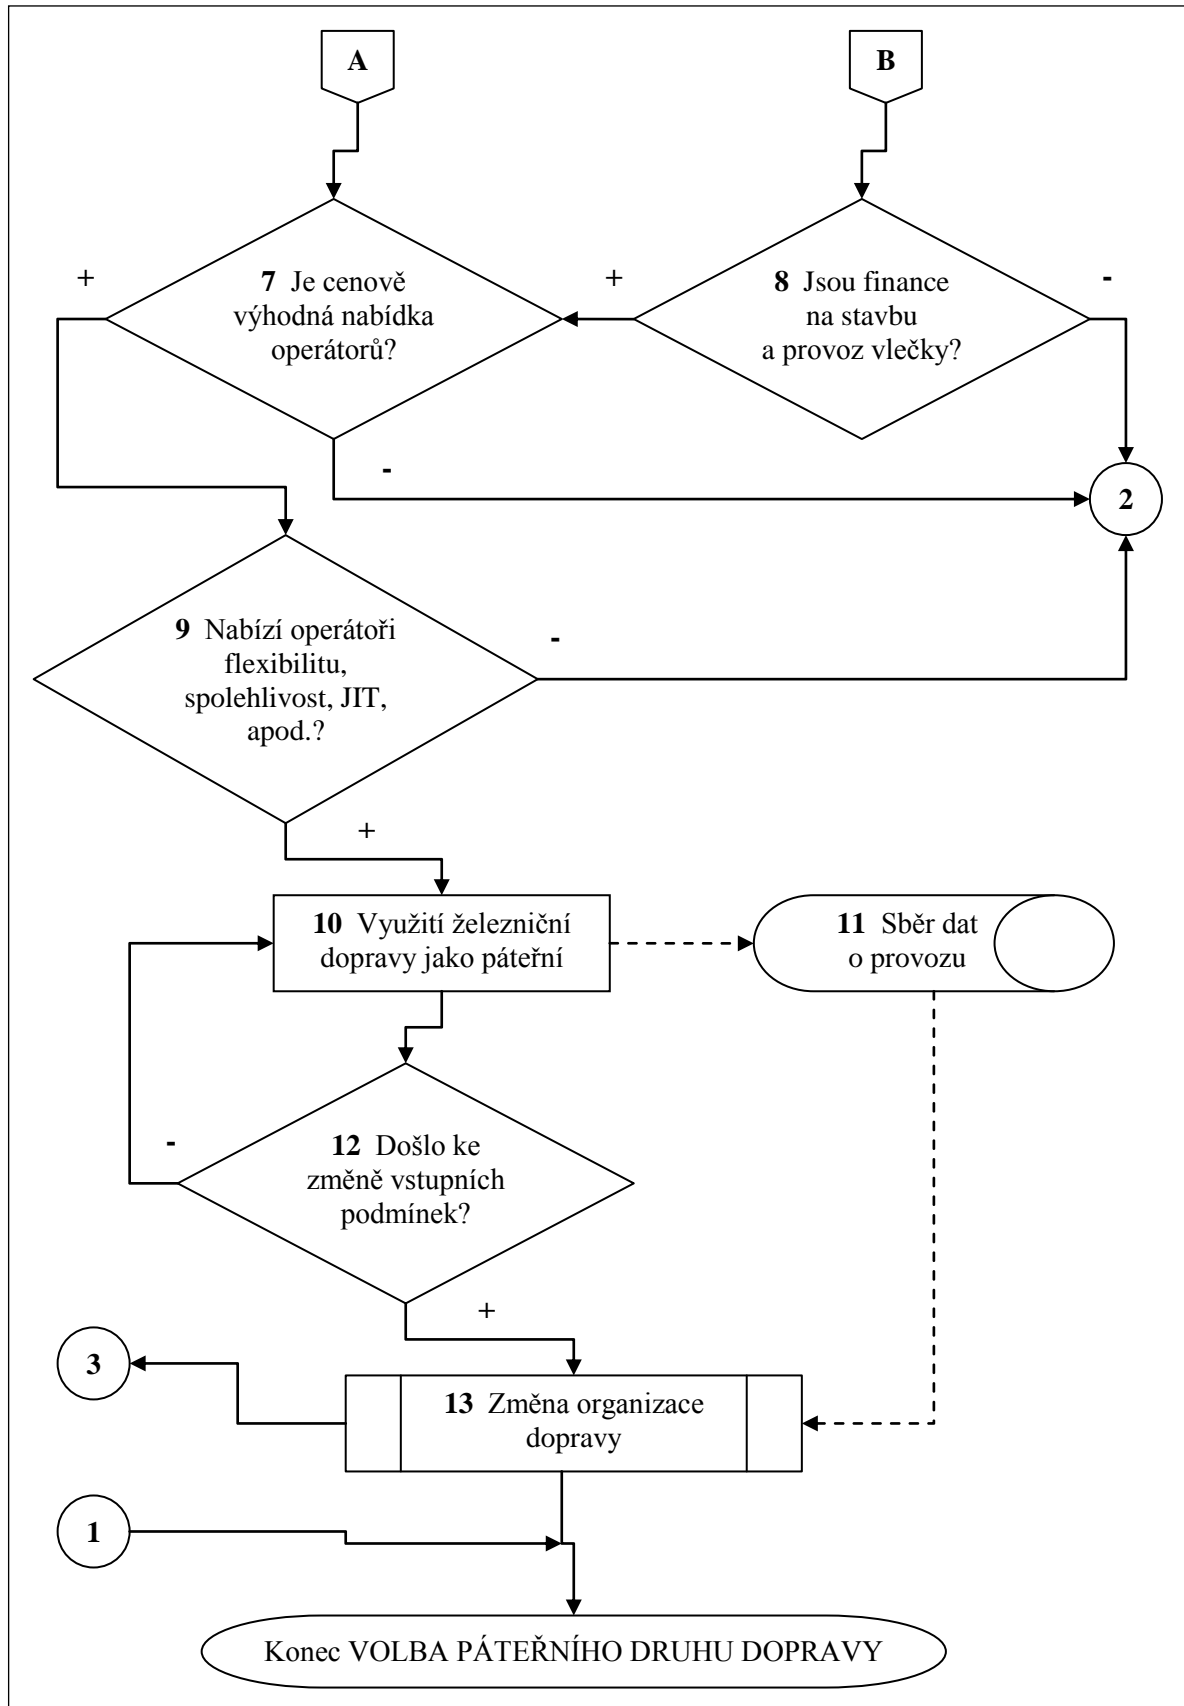 A
B
+
7 Je cenově
výhodná nabídka
operátorů?
+
8 Jsou finance
na stavbu
a provoz vlečky?
-
-
2
9 Nabízí operátoři
flexibilitu,
spolehlivost, JIT,
apod.?
-
+
10 Využití železniční
dopravy jako páteřní
11 Sběr dat
o provozu
-
12 Došlo ke
změně vstupních
podmínek?
+
3
13 Změna organizace
dopravy
1
Konec VOLBA PÁTEŘNÍHO DRUHU DOPRAVY